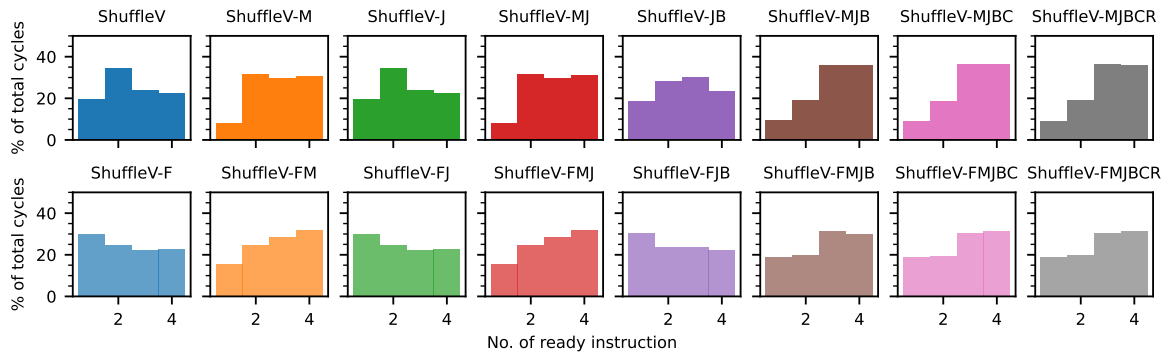 ShuffleV ShuffleV-M ShuffleV-J ShuffleV-MJ ShuffleV-JB ShuffleV-MJB ShuffleV-MJBC ShuffleV-MJBCR
% of total cycles
40
20
0
2 4 2 4 2 4 2 4 2 4 2 4 2 4 2 4
ShuffleV-F ShuffleV-FM ShuffleV-FJ ShuffleV-FMJ ShuffleV-FJB ShuffleV-FMJB ShuffleV-FMJBC ShuffleV-FMJBCR
% of total cycles
40
20
0
No. of ready instruction